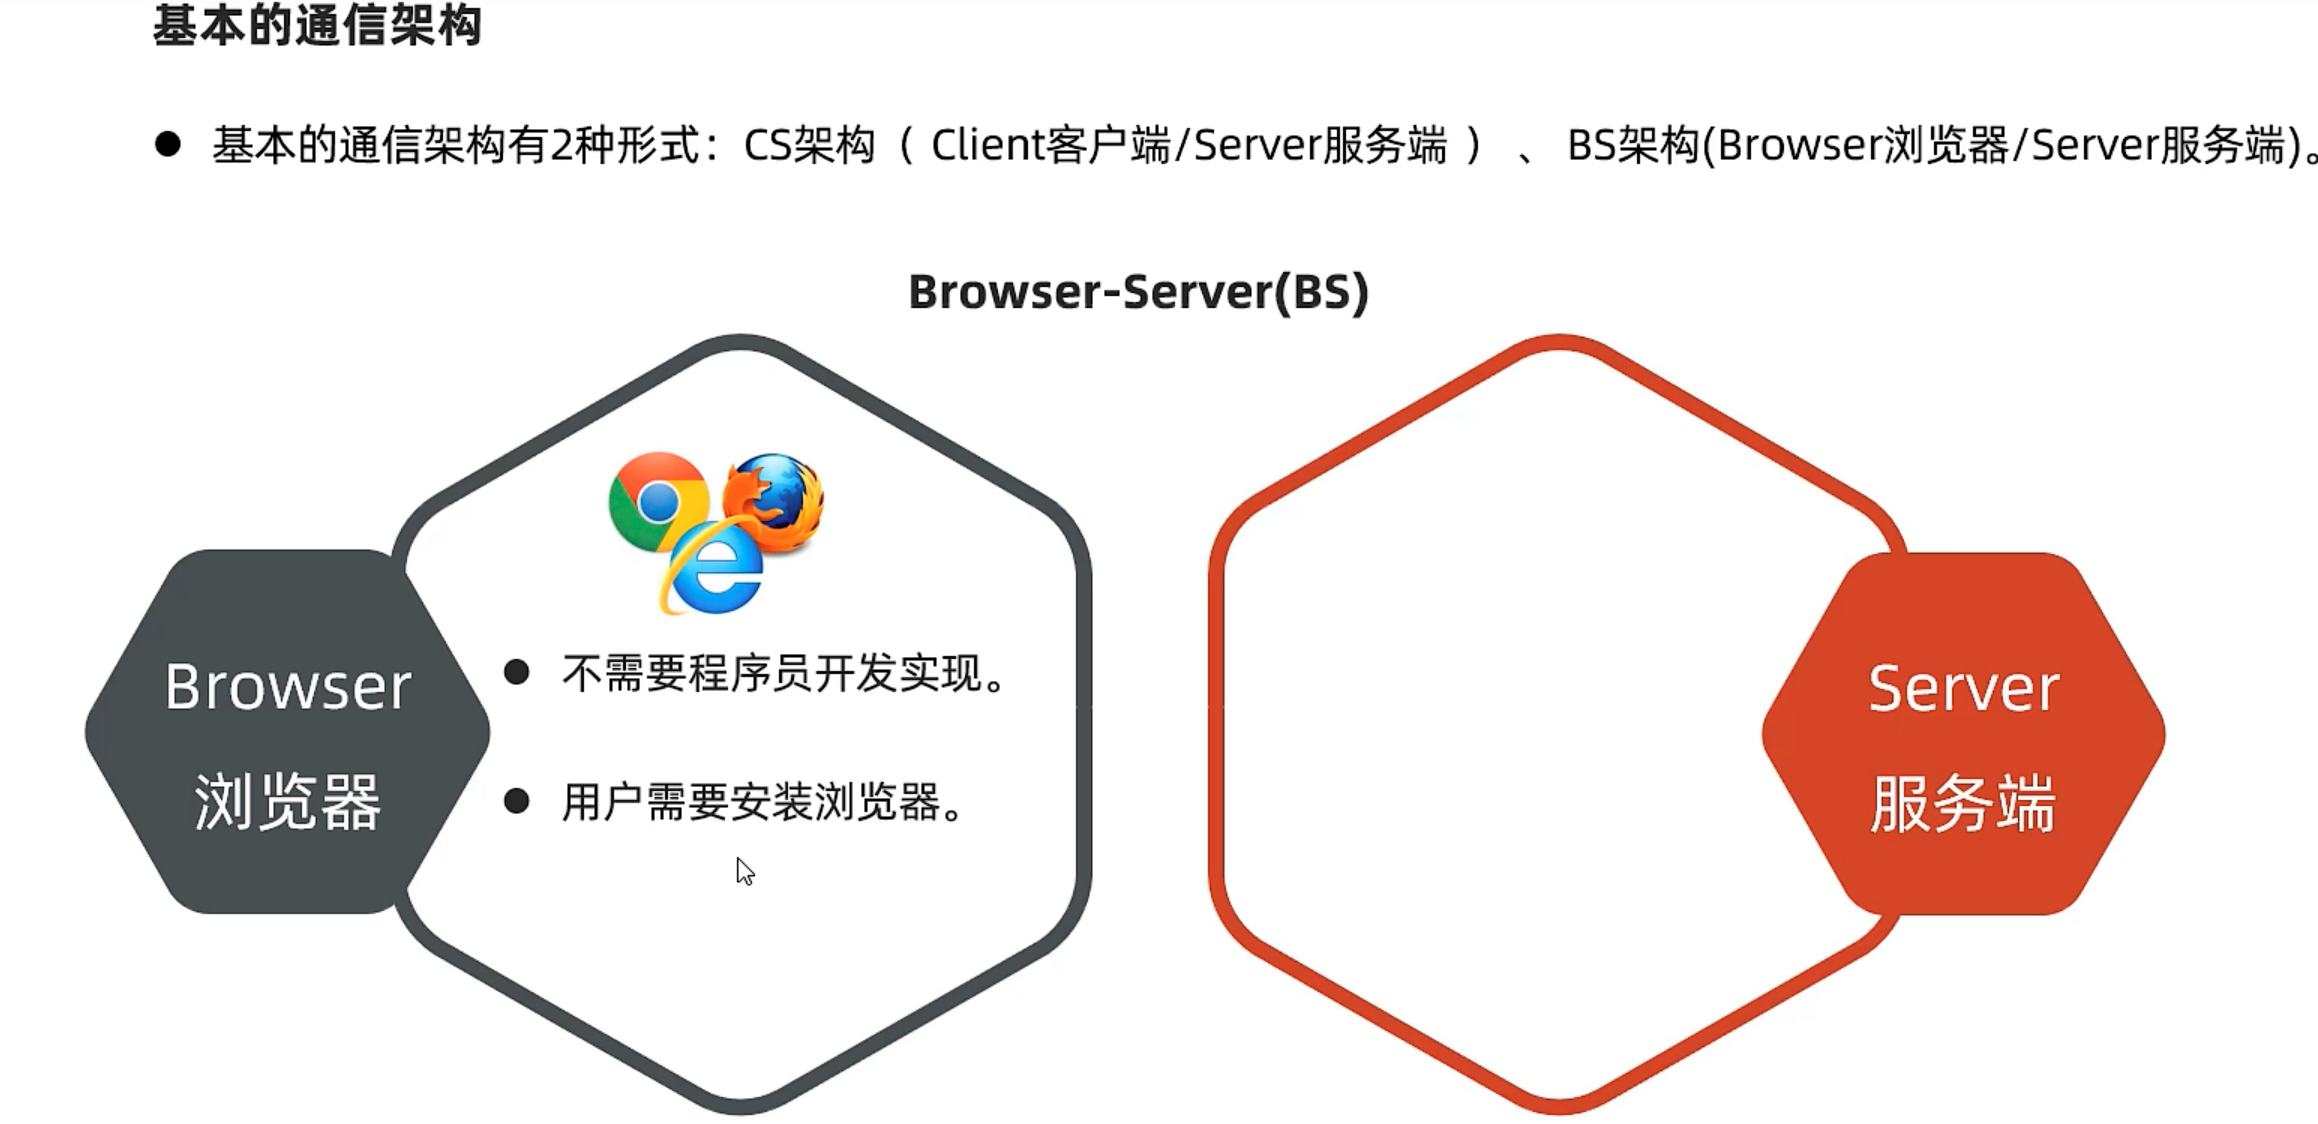 基本的通信架构
● 基本的通信架构有2种形式：CS架构（ Client客户端/Server服务端 ） 、 BS架构(Browser浏览器/Server服务端)。
Browser-Server(BS)
Browser
浏览器
● 不需要程序员开发实现。
● 用户需要安装浏览器。
Server
服务端